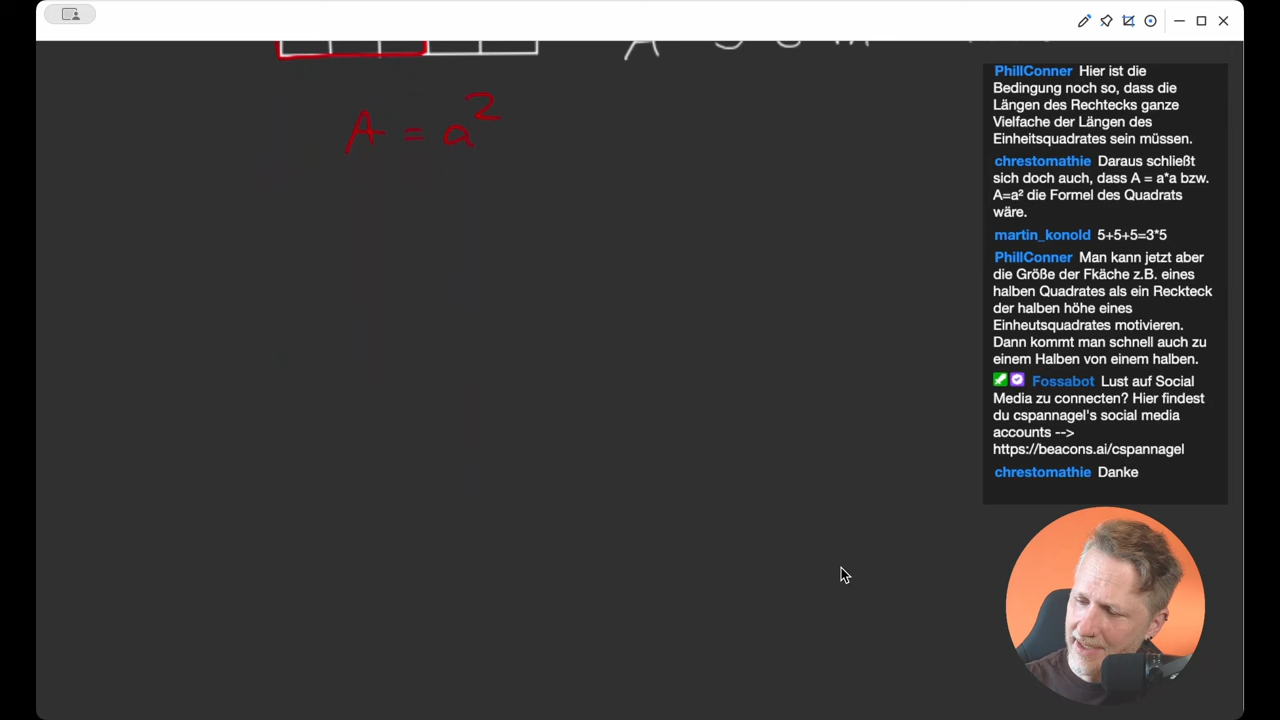 A = a²
PhillConner Hier ist die
Bedingung noch so, dass die
Längen des Rechtecks ganze
Vielfache der Längen des
Einheitsquadrates sein müssen.
chrestomathie Daraus schließt
sich doch auch, dass A = a*a bzw.
A=a² die Formel des Quadrats
wäre.
martin_konold 5+5+5=3*5
PhillConner Man kann jetzt aber
die Größe der Fkäche z.B. eines
halben Quadrates als ein Reckteck
der halben höhe eines
Einheutsquadrates motivieren.
Dann kommt man schnell auch zu
einem Halben von einem halben.
Fossabot Lust auf Social
Media zu connecten? Hier findest
du cspannagel's social media
accounts -->
https://beacons.ai/cspannagel
chrestomathie Danke